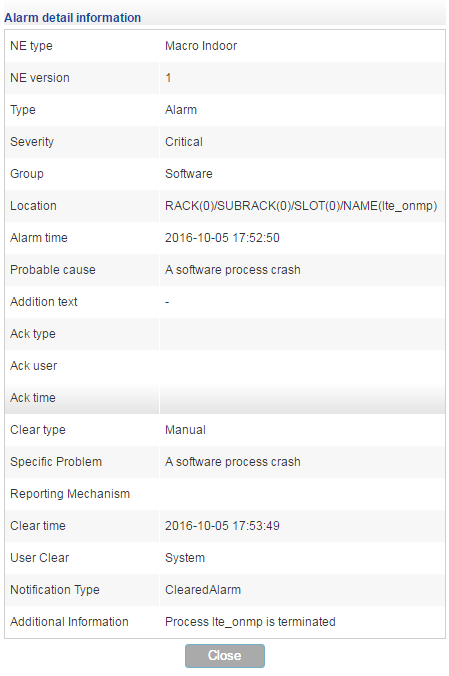 Alarm detail information
NE type Macro Indoor
NE version 1
Type Alarm
Severity Critical
Group Software
Location RACK(0)/SUBRACK(0)/SLOT(0)/NAME(lte_onmp)
Alarm time 2016-10-05 17:52:50
Probable cause A software process crash
Addition text -
Ack type
Ack user
Ack time
Clear type Manual
Specific Problem A software process crash
Reporting Mechanism
Clear time 2016-10-05 17:53:49
User Clear System
Notification Type ClearedAlarm
Additional Information Process lte_onmp is terminated
Close